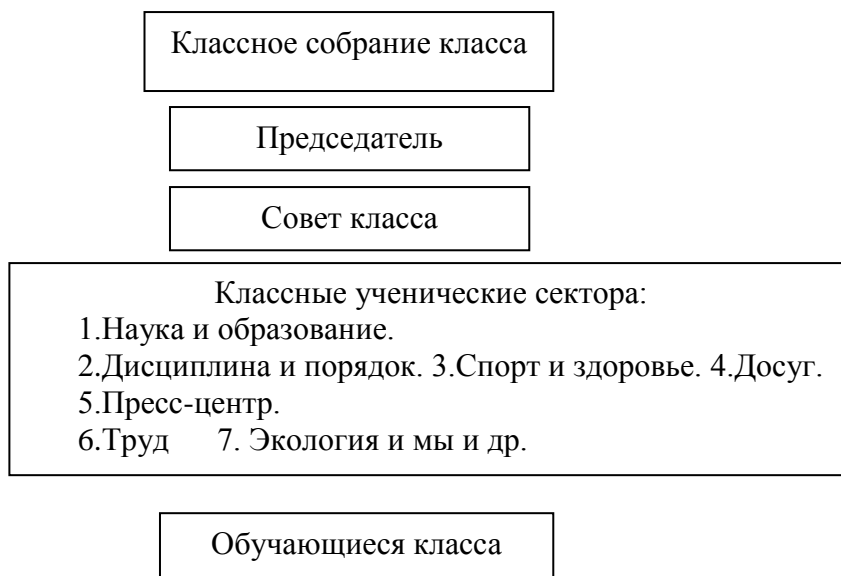 Классное собрание класса
Председатель
Совет класса
Классные ученические сектора:
1.Наука и образование.
2.Дисциплина и порядок. 3.Спорт и здоровье. 4.Досуг.
5.Пресс-центр.
6.Труд 7. Экология и мы и др.
Обучающиеся класса